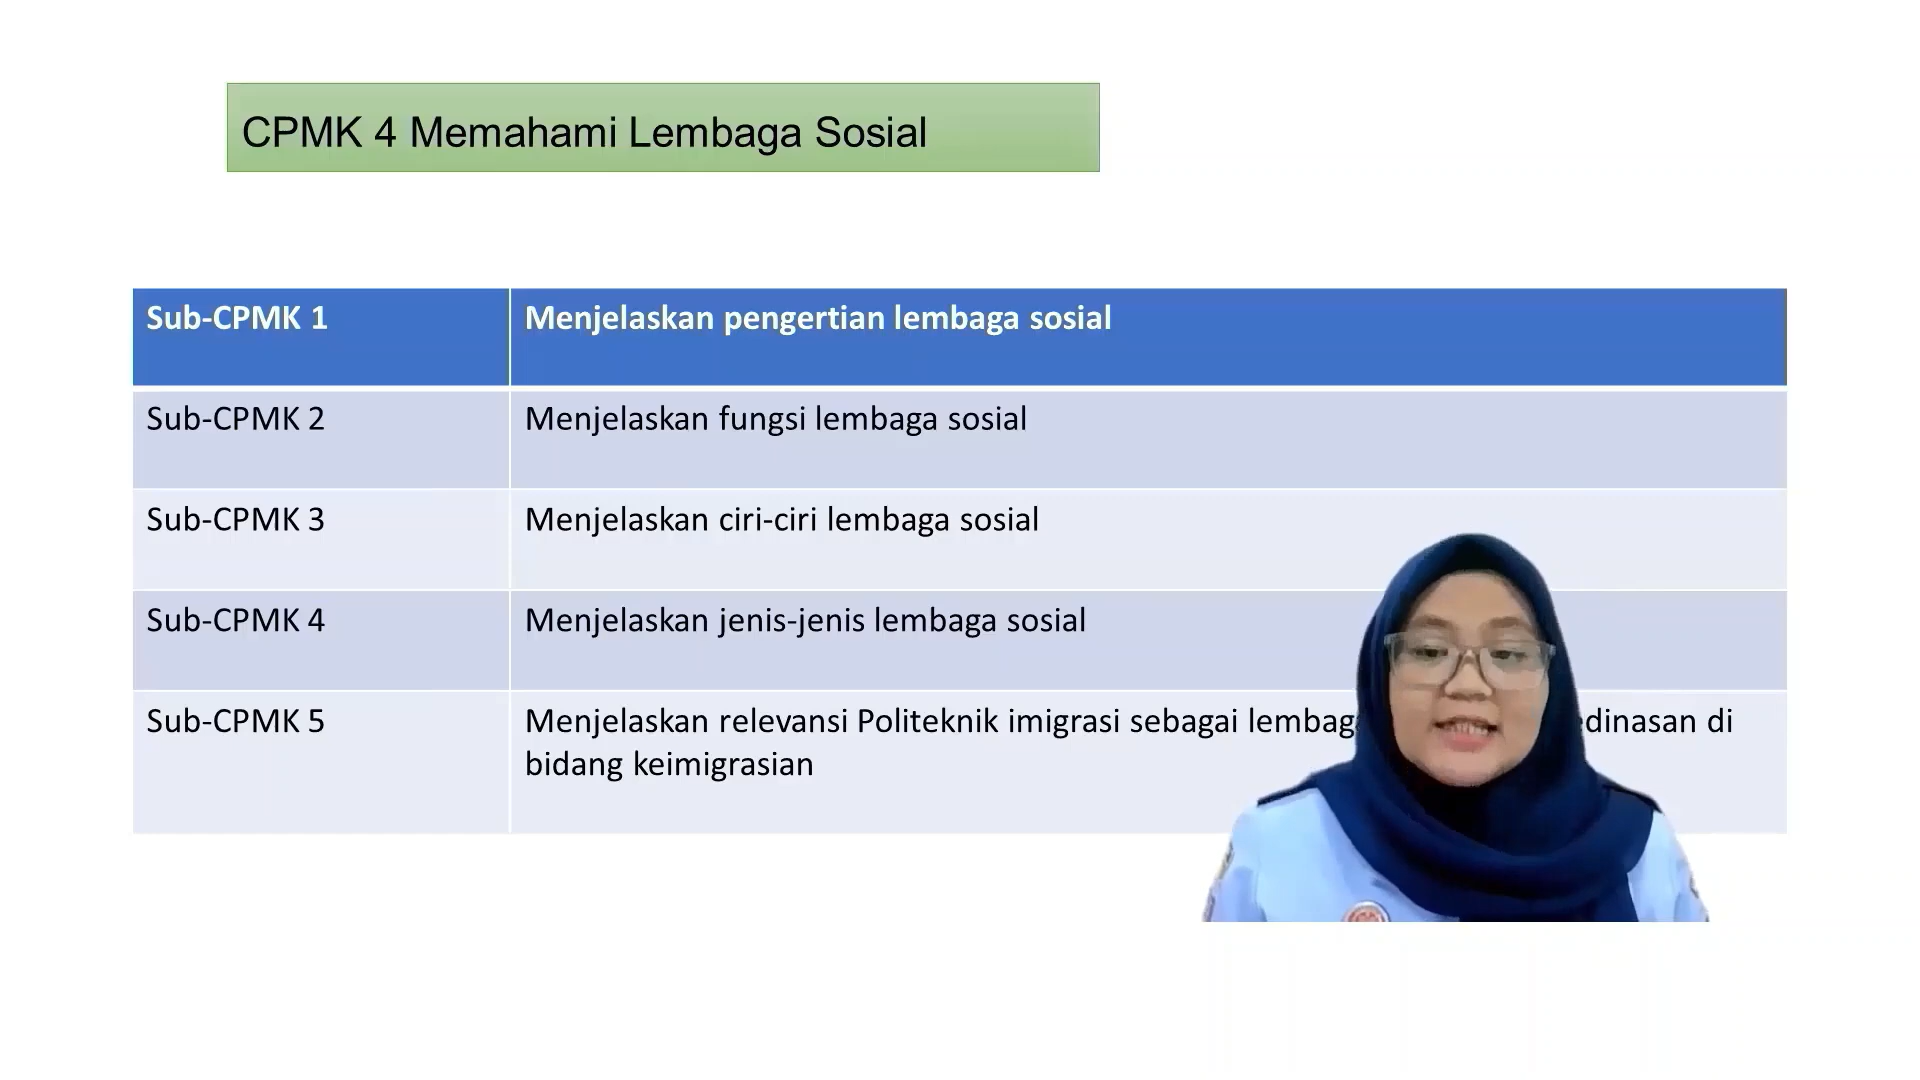 CPMK 4 Memahami Lembaga Sosial
Sub-CPMK 1 Menjelaskan pengertian lembaga sosial
Sub-CPMK 2 Menjelaskan fungsi lembaga sosial
Sub-CPMK 3 Menjelaskan ciri-ciri lembaga sosial
Sub-CPMK 4 Menjelaskan jenis-jenis lembaga sosial
Sub-CPMK 5 Menjelaskan relevansi Politeknik imigrasi sebagai di
bidang keimigrasian